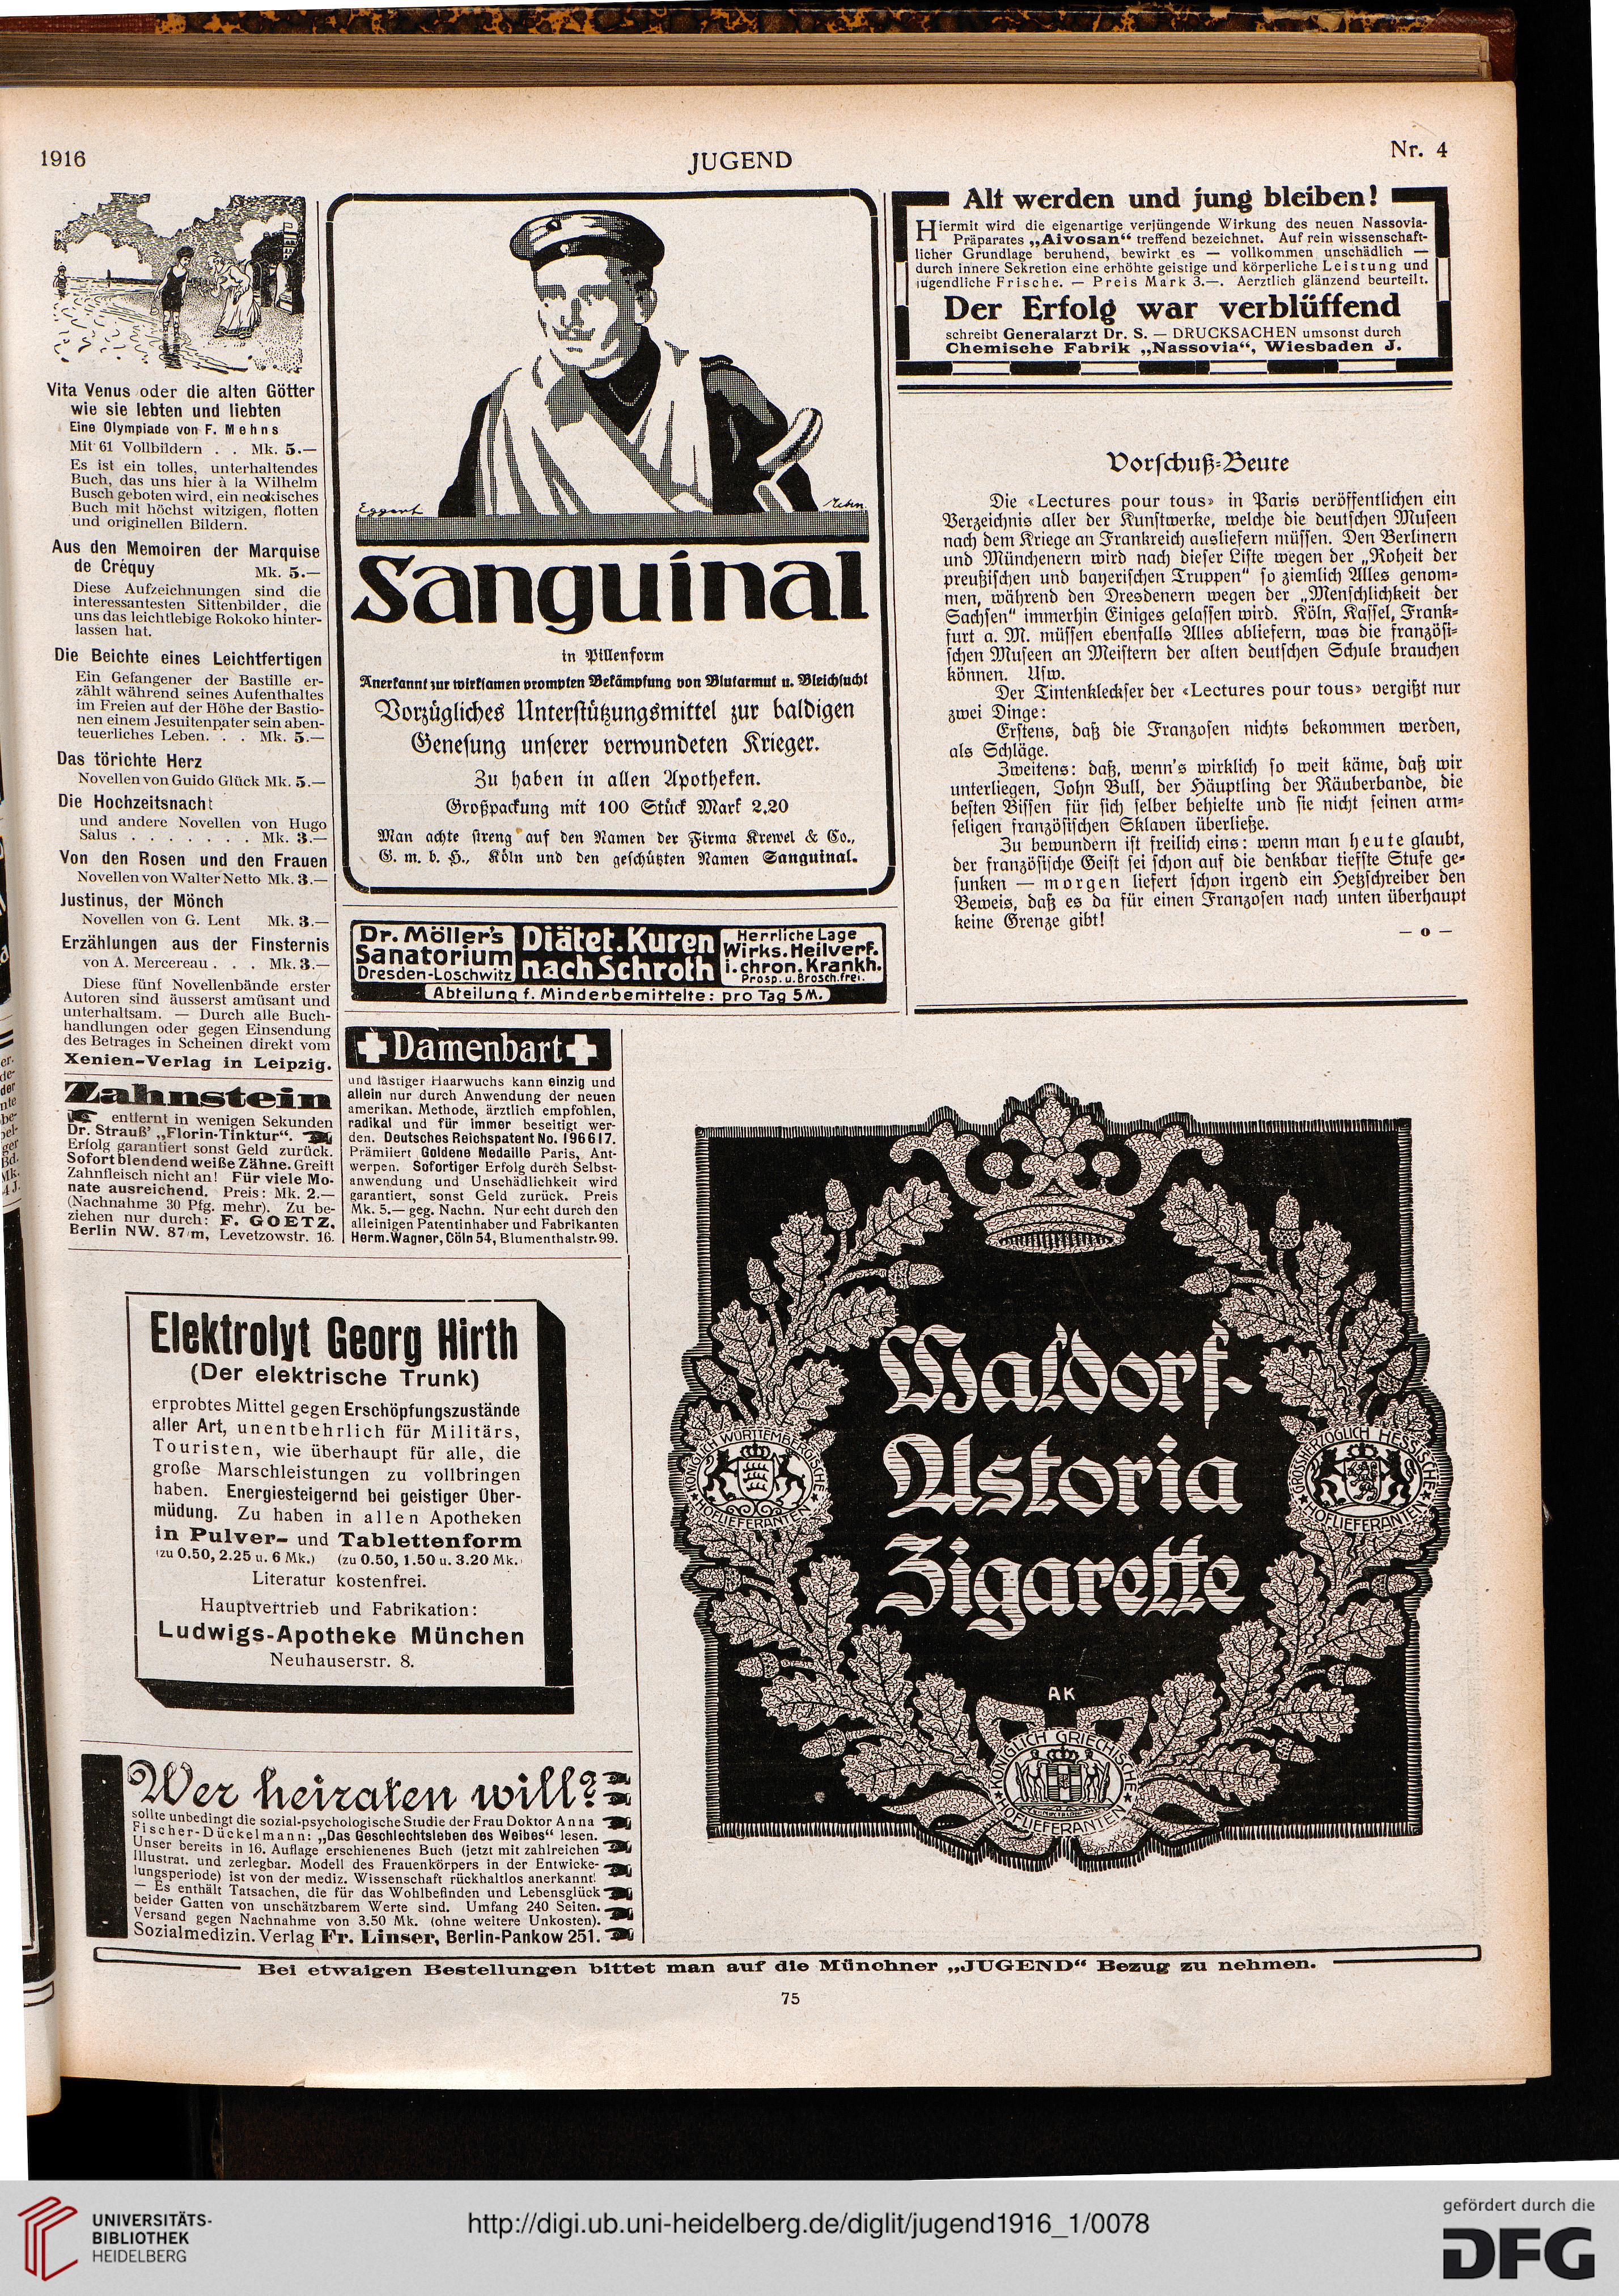 1916
JUGEND
Nr. 4
Vita Venus oder die alten Götter
wie sie lebten und liebten
Eine Olympiade von F. Mehns
Mit 61 Vollbildern . . Mk. 5.—
Es ist ein tolles, unterhaltendes
Buch, das uns hier à la Wilhelm
Busch geboten wird, ein neckisches
Buch mit höchst witzigen, flotten
und originellen Bildern.
Aus den Memoiren der Marquise
de Créquy Mk. 5.—
Diese Aufzeichnungen sind die
interessantesten Sittenbilder, die
uns das leichtlebige Rokoko hinter-
lassen hat.
Die Beichte eines Leichtfertigen
Ein Gefangener der Bastille er-
zählt während seines Aufenthaltes
im Freien auf der Höhe der Bastio-
nen einem Jesuitenpater sein aben-
teuerliches Leben. . . Mk. 5.—
Das törichte Herz
Novellen von Guido Glück Mk. 5.—
Die Hochzeitsnacht
und andere Novellen von Hugo
Salus . . . . . . . Mk. 3.—
Von den Rosen und den Frauen
Novellen von Walter Netto Mk. 3.—
Justinus, der Mönch
Novellen von G. Lent Mk. 3.—
Erzählungen aus der Finsternis
von A. Mercereau . . . Mk. 3.—
Diese fünf Novellenbände erster
Autoren sind äusserst amüsant und
unterhaltsam. — Durch alle Buch-
handlungen oder gegen Einsendung
des Betrages in Scheinen direkt vom
Xenien-Verlag in Leipzig.
Zahnstein
entfernt in wenigen Sekunden
Dr. Strauß' „Florin-Tinktur“.
Erfolg garantiert sonst Geld zurück.
Sofort blendend weiße Zähne. Greift
Zahnfleisch nicht an! Für viele Mo-
nate ausreichend. Preis: Mk. 2.—
(Nachnahme 30 Pfg. mehr). Zu be-
ziehen nur durch: F. GOETZ,
Berlin NW. 87/m, Levetzowstr. 16.
Eggert
Sanguinal
in Pillenform
Anerkannt zur wirksamen prompten Bekämpfung von Blutarmut u. Bleichsucht
Vorzügliches Unterstützungsmittel zur baldigen
Genesung unserer verwundeten Krieger.
Zu haben in allen Apotheken.
Großpackung mit 100 Stück Mark 2,20
Man achte streng auf den Namen der Firma Krewel & Co.,
G. m. b. H., Köln und den geschützten Namen Sanguinal.
Dr. Möller's
Sanatorium
Dresden-Loschwitz
Diätet. Kuren
nach Schroth
Herrliche Lage
Wirks. Heilverf.
i. chron. Krankh.
Prosp. u. Brosch. frei.
Abteilung f. Minderbemittelte: pro Tag 5 M.
Damenbart
und lästiger Haarwuchs kann einzig und
allein nur durch Anwendung der neuen
amerikan. Methode, ärztlich empfohlen,
radikal und für immer beseitigt wer-
den. Deutsches Reichspatent No. 196617.
Prämiiert Goldene Medaille Paris, Ant-
werpen. Sofortiger Erfolg durch Selbst-
anwendung und Unschädlichkeit wird
garantiert, sonst Geld zurück. Preis
Mk. 5.— geg. Nachn. Nur echt durch den
alleinigen Patentinhaber und Fabrikanten
Herm. Wagner, Cöln 54, Blumenthalstr. 99.
Alt werden und jung bleiben!
Hiermit wird die eigenartige verjüngende Wirkung des neuen Nassovia-
Präparates „Aivosan“ treffend bezeichnet. Auf rein wissenschaft-
licher Grundlage beruhend, bewirkt es — vollkommen unschädlich —
durch innere Sekretion eine erhöhte geistige und körperliche Leistung und
jugendliche Frische. — Preis Mark 3.—. Aerztlich glänzend beurteilt.
Der Erfolg war verblüffend
schreibt Generalarzt Dr. S. — DRUCKSACHEN umsonst durch
Chemische Fabrik „Nassovia“, Wiesbaden J.
Vorschuß-Beute
Die «Lectures pour tous» in Paris veröffentlichen ein
Verzeichnis aller der Kunstwerke, welche die deutschen Museen
nach dem Kriege an Frankreich ausliefern müssen. Den Berlinern
und Münchenern wird nach dieser Liste wegen der „Roheit der
preußischen und bayerischen Truppen“ so ziemlich Alles genom-
men, während den Dresdenern wegen der „Menschlichkeit der
Sachsen“ immerhin Einiges gelassen wird. Köln, Kassel, Frank-
furt a. M. müssen ebenfalls Alles abliefern, was die französi-
schen Museen an Meistern der alten deutschen Schule brauchen
können. Usw.
Der Tintenkleckser der «Lectures pour tous» vergißt nur
zwei Dinge:
Erstens, daß die Franzosen nichts bekommen werden,
als Schläge.
Zweitens: daß, wenn's wirklich so weit käme, daß wir
unterliegen, John Bull, der Häuptling der Räuberbande, die
besten Bissen für sich selber behielte und sie nicht seinen arm-
seligen französischen Sklaven überließe.
Zu bewundern ist freilich eins: wenn man heute glaubt,
der französische Geist sei schon auf die denkbar tiefste Stufe ge-
sunken — morgen liefert schon irgend ein Hetzschreiber den
Beweis, daß es da für einen Franzosen nach unten überhaupt
keine Grenze gibt!
— o —
Elektrolyt Georg Hirth
(Der elektrische Trunk)
erprobtes Mittel gegen Erschöpfungszustände
aller Art, unentbehrlich für Militärs,
Touristen, wie überhaupt für alle, die
große Marschleistungen zu vollbringen
haben. Energiesteigernd bei geistiger Über-
müdung. Zu haben in allen Apotheken
in Pulver- und Tablettenform
(zu 0.50, 2.25 u. 6 Mk.) (zu 0.50, 1.50 u. 3.20 Mk.)
Literatur kostenfrei.
Hauptvertrieb und Fabrikation:
Ludwigs-Apotheke München
Neuhauserstr. 8.
Waldorf-
Astoria
Zigarette
KÖNIGLICH WÜRTTEMBERGISCHE
HOFLIEFERANTEN
GROSSHERZOGLICH HESSISCHE
HOFLIEFERANTEN
AK
KÖNIGLICH GRIECHISCHE
HOFLIEFERANTEN
Wer heiraten will?
sollte unbedingt die sozial-psychologische Studie der Frau Doktor Anna
Fischer-Dückelmann: „Das Geschlechtsleben des Weibes“ lesen.
Unser bereits in 16. Auflage erschienenes Buch (jetzt mit zahlreichen
Illustrat. und zerlegbar. Modell des Frauenkörpers in der Entwicke-
lungsperiode) ist von der mediz. Wissenschaft rückhaltlos anerkannt!
— Es enthält Tatsachen, die für das Wohlbefinden und Lebensglück
beider Gatten von unschätzbarem Werte sind. Umfang 240 Seiten.
Versand gegen Nachnahme von 3.50 Mk. (ohne weitere Unkosten).
Sozialmedizin. Verlag Fr. Linser, Berlin-Pankow 251.
Bei etwaigen Bestellungen bittet man auf die Münchner „JUGEND“ Bezug zu nehmen.
75
UNIVERSITÄTS-
BIBLIOTHEK
HEIDELBERG
http://digi.ub.uni-heidelberg.de/diglit/jugend1916_1/0078
gefördert durch die
DFG